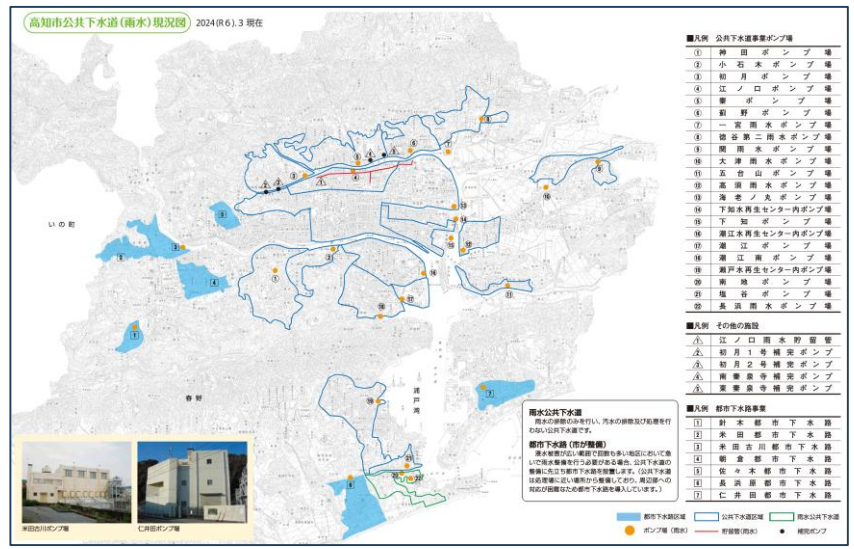 高知市公共下水道(雨水)現況図 2024(R6).3 現在
■凡例 公共下水道事業ポンプ場
① 神田ポンプ場
② 小石木ポンプ場
③ 初月ポンプ場
④ 江ノ口ポンプ場
⑤ 秦ポンプ場
⑥ 薊野ポンプ場
⑦ 一宮雨水ポンプ場
⑧ 徳谷第二雨水ポンプ場
⑨ 関雨水ポンプ場
⑩ 大津雨水ポンプ場
⑪ 五台山ポンプ場
⑫ 高須雨水ポンプ場
⑬ 海老ノ丸ポンプ場
⑭ 下知水再生センター内ポンプ場
⑮ 下知ポンプ場
⑯ 潮江水再生センター内ポンプ場
⑰ 潮江ポンプ場
⑱ 潮江南ポンプ場
⑲ 瀬戸水再生センター内ポンプ場
⑳ 南地ポンプ場
㉑ 塩谷ポンプ場
㉒ 長浜雨水ポンプ場
■凡例 その他の施設
1 江ノ口雨水貯留管
2 初月1号補完ポンプ
3 初月2号補完ポンプ
4 南秦泉寺補完ポンプ
5 東秦泉寺補完ポンプ
■凡例 都市下水路事業
1 針木都市下水路
2 米田都市下水路
3 米田古川都市下水路
4 朝倉都市下水路
5 佐々木都市下水路
6 長浜原都市下水路
7 仁井田都市下水路
いの町
春野
浦戸湾
雨水公共下水道
雨水の排除のみを行い、汚水の排除及び処理を行
わない公共下水道です。
都市下水路(市が整備)
浸水被害が広い範囲で回数も多い地区において急
いで雨水整備を行う必要がある場合、公共下水道の
整備に先立ち都市下水路を設置します。(公共下水道
は処理場に近い場所から整備しており、周辺部への
対応が困難なため都市下水路を導入しています。)
米田古川ポンプ場
仁井田ポンプ場
都市下水路区域
公共下水道区域
雨水公共下水道
ポンプ場(雨水)
貯留管(雨水)
補完ポンプ